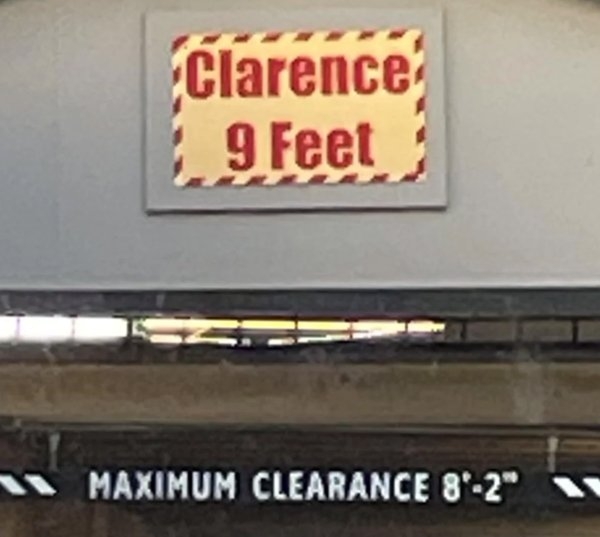 Clarence
9 Feet
MAXIMUM CLEARANCE 8'-2"